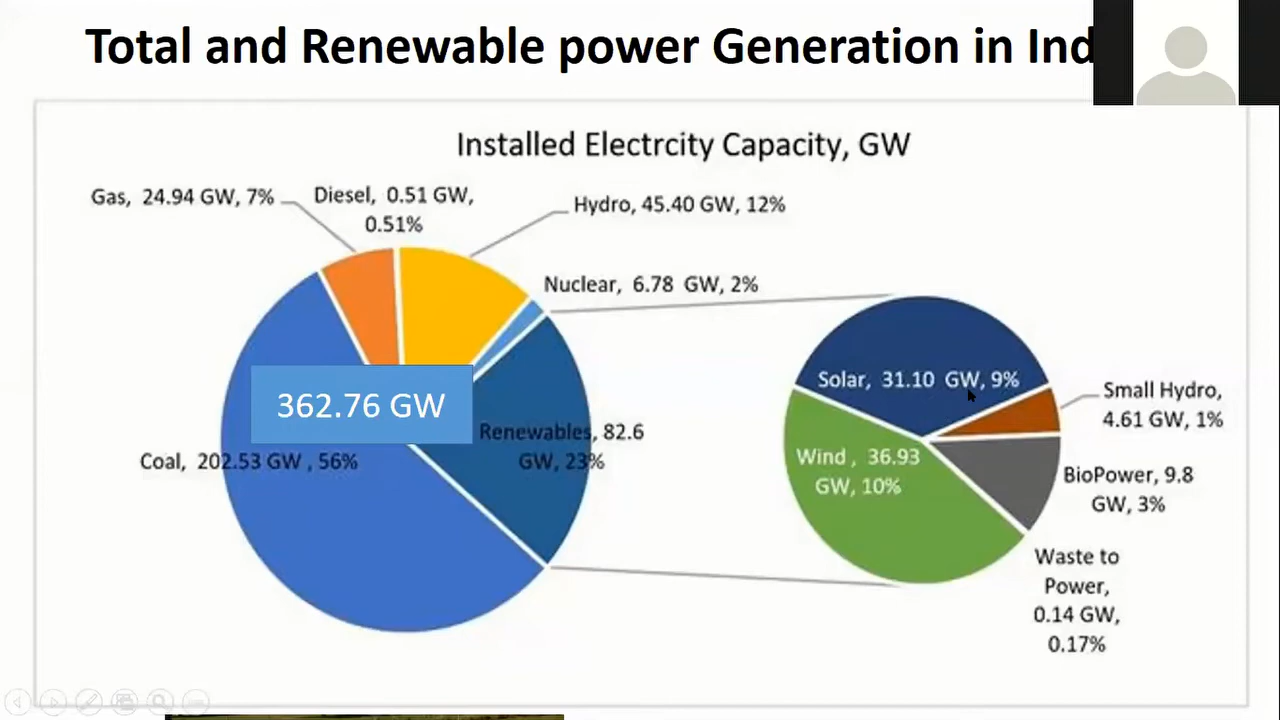 Total and Renewable power Generation in Ind
Installed Electrcity Capacity, GW
Gas, 24.94 GW, 7%
Diesel, 0.51 GW,
0.51%
Hydro, 45.40 GW, 12%
Nuclear, 6.78 GW, 2%
362.76 GW
Renewables, 82.6
GW, 23%
Coal, 202.53 GW , 56%
Solar, 31.10 GW, 9%
Small Hydro,
4.61 GW, 1%
Wind , 36.93
GW, 10%
BioPower, 9.8
GW, 3%
Waste to
Power,
0.14 GW,
0.17%